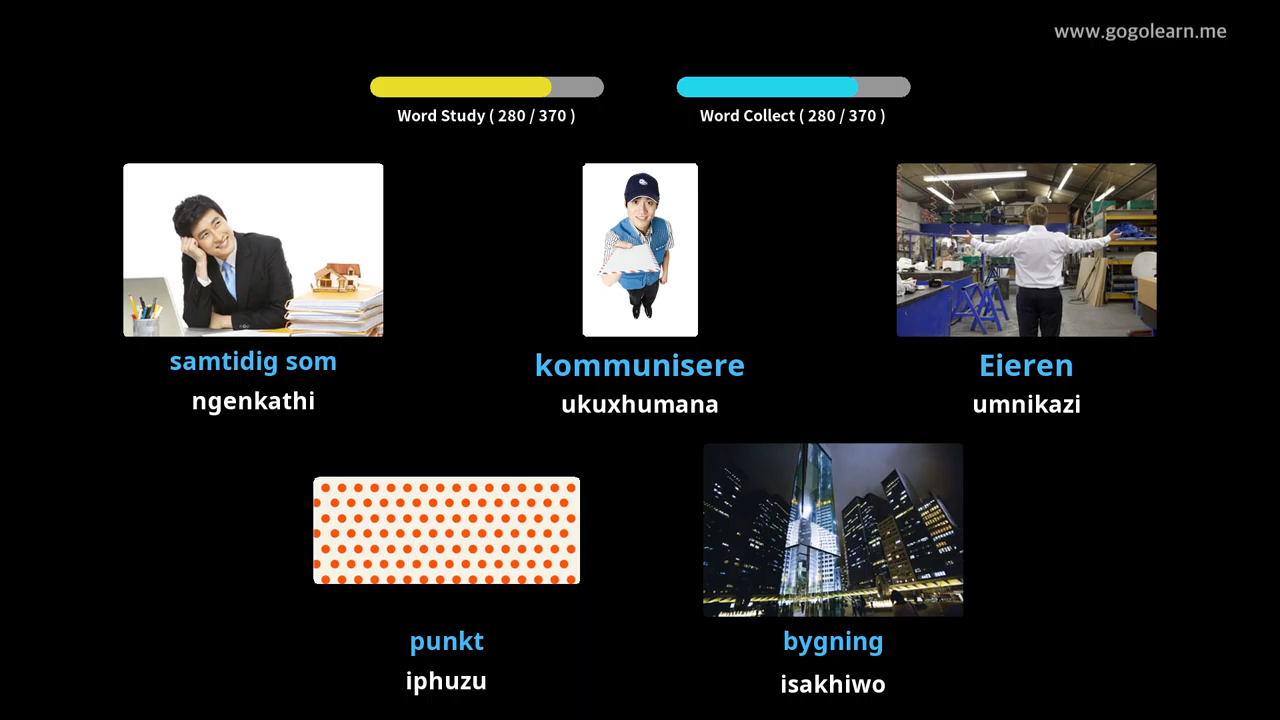 www.gogolearn.me
Word Study ( 280 / 370 )
Word Collect ( 280 / 370 )
samtidig som
ngenkathi
kommunisere
ukuxhumana
Eieren
umnikazi
punkt
iphuzu
bygning
isakhiwo